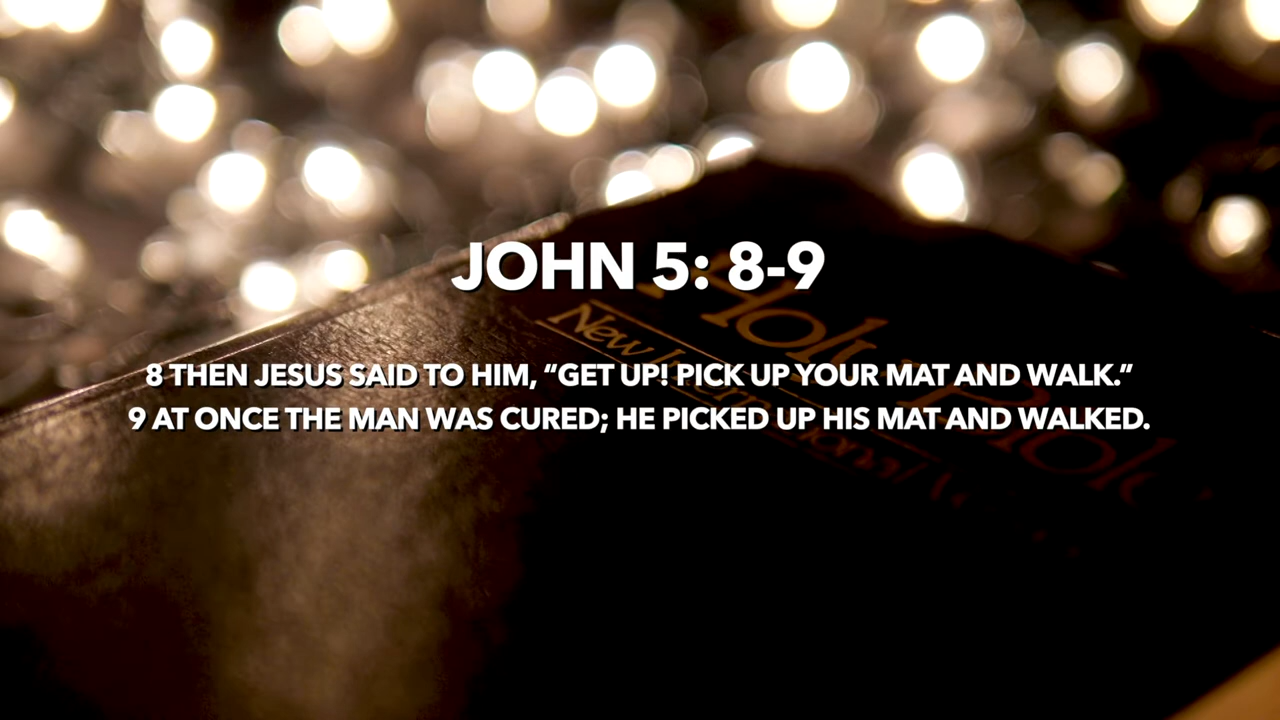 JOHN 5: 8-9
8 THEN JESUS SAID TO HIM, “GET UP! PICK UP YOUR MAT AND WALK.”
9 AT ONCE THE MAN WAS CURED; HE PICKED UP HIS MAT AND WALKED.
Holy Bible
New International